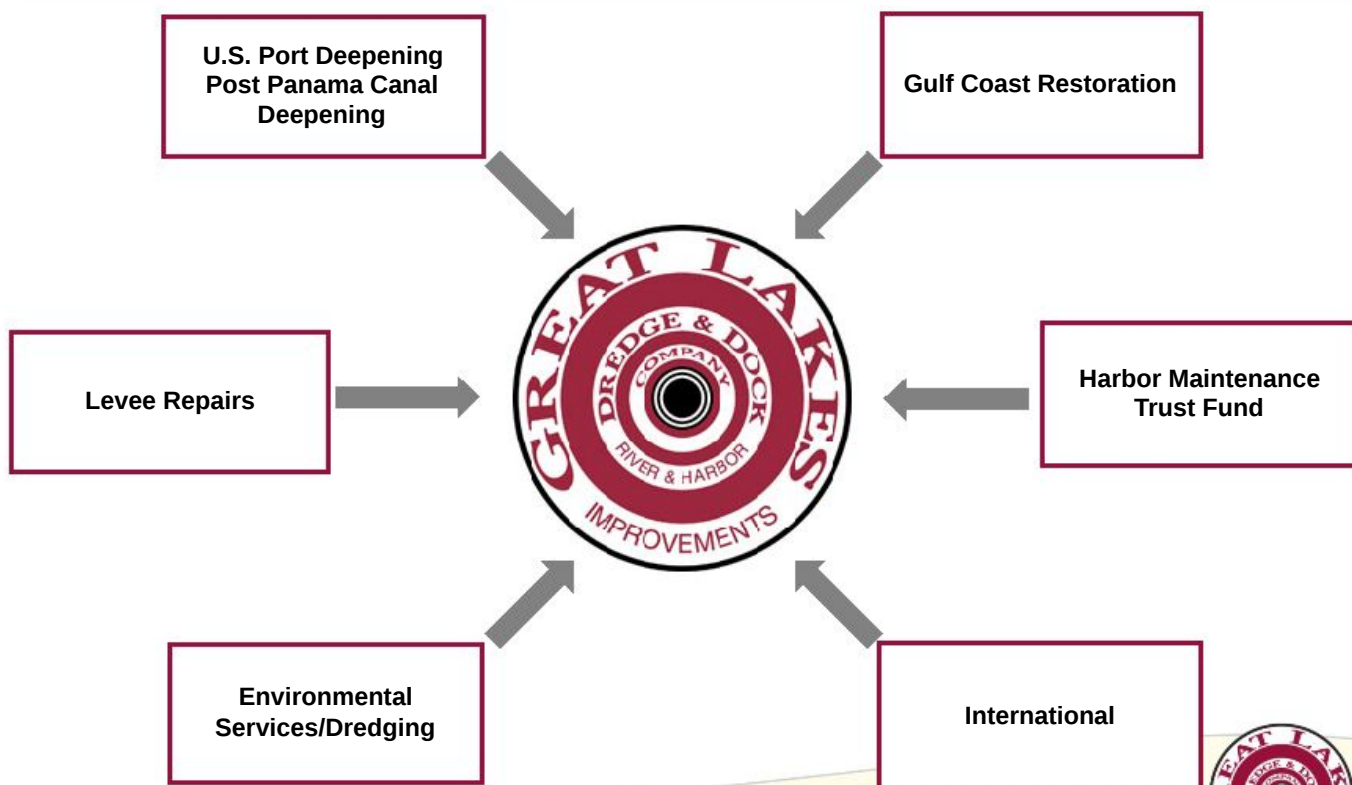 U.S. Port Deepening
Post Panama Canal
Deepening
Gulf Coast Restoration
GREAT LAKES
DREDGE & DOCK
COMPANY
RIVER & HARBOR
IMPROVEMENTS
Levee Repairs
Harbor Maintenance
Trust Fund
Environmental
Services/Dredging
International